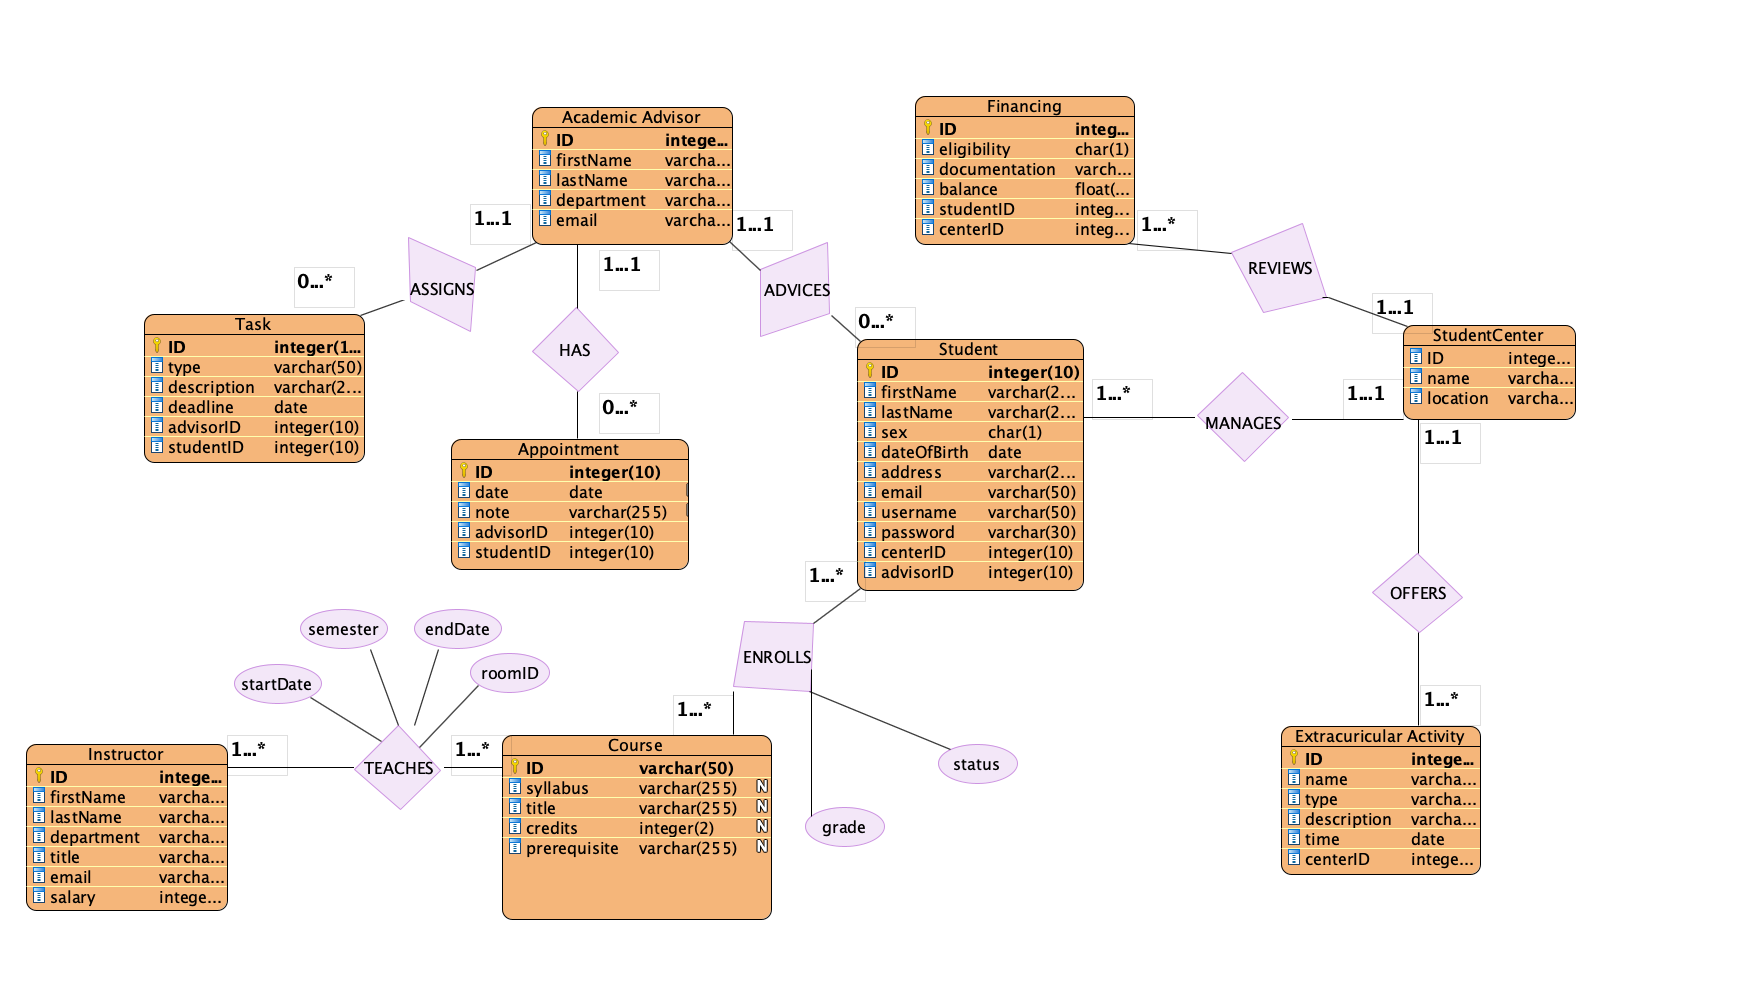 Academic Advisor
ID intege...
firstName varcha...
lastName varcha...
department varcha...
email varcha...
Financing
ID integ...
eligibility char(1)
documentation varch...
balance float(...
studentID integ...
centerID integ...
1...1
1...1
1...1
1...*
ASSIGNS
ADVICES
REVIEWS
0...*
0...*
1...1
Task
ID integer(1...
type varchar(50)
description varchar(2...
deadline date
advisorID integer(10)
studentID integer(10)
HAS
0...*
Student
ID integer(10)
firstName varchar(2...
lastName varchar(2...
sex char(1)
dateOfBirth date
address varchar(2...
email varchar(50)
username varchar(50)
password varchar(30)
centerID integer(10)
advisorID integer(10)
StudentCenter
ID intege...
name varcha...
location varcha...
1...*
MANAGES
1...1
1...1
Appointment
ID integer(10)
date date
note varchar(255)
advisorID integer(10)
studentID integer(10)
1...*
OFFERS
semester
endDate
startDate
roomID
ENROLLS
1...*
1...*
1...*
1...*
TEACHES
status
grade
Instructor
ID intege...
firstName varcha...
lastName varcha...
department varcha...
title varcha...
email varcha...
salary intege...
Course
ID varchar(50)
syllabus varchar(255) N
title varchar(255) N
credits integer(2) N
prerequisite varchar(255) N
Extracuricular Activity
ID intege...
name varcha...
type varcha...
description varcha...
time date
centerID intege...